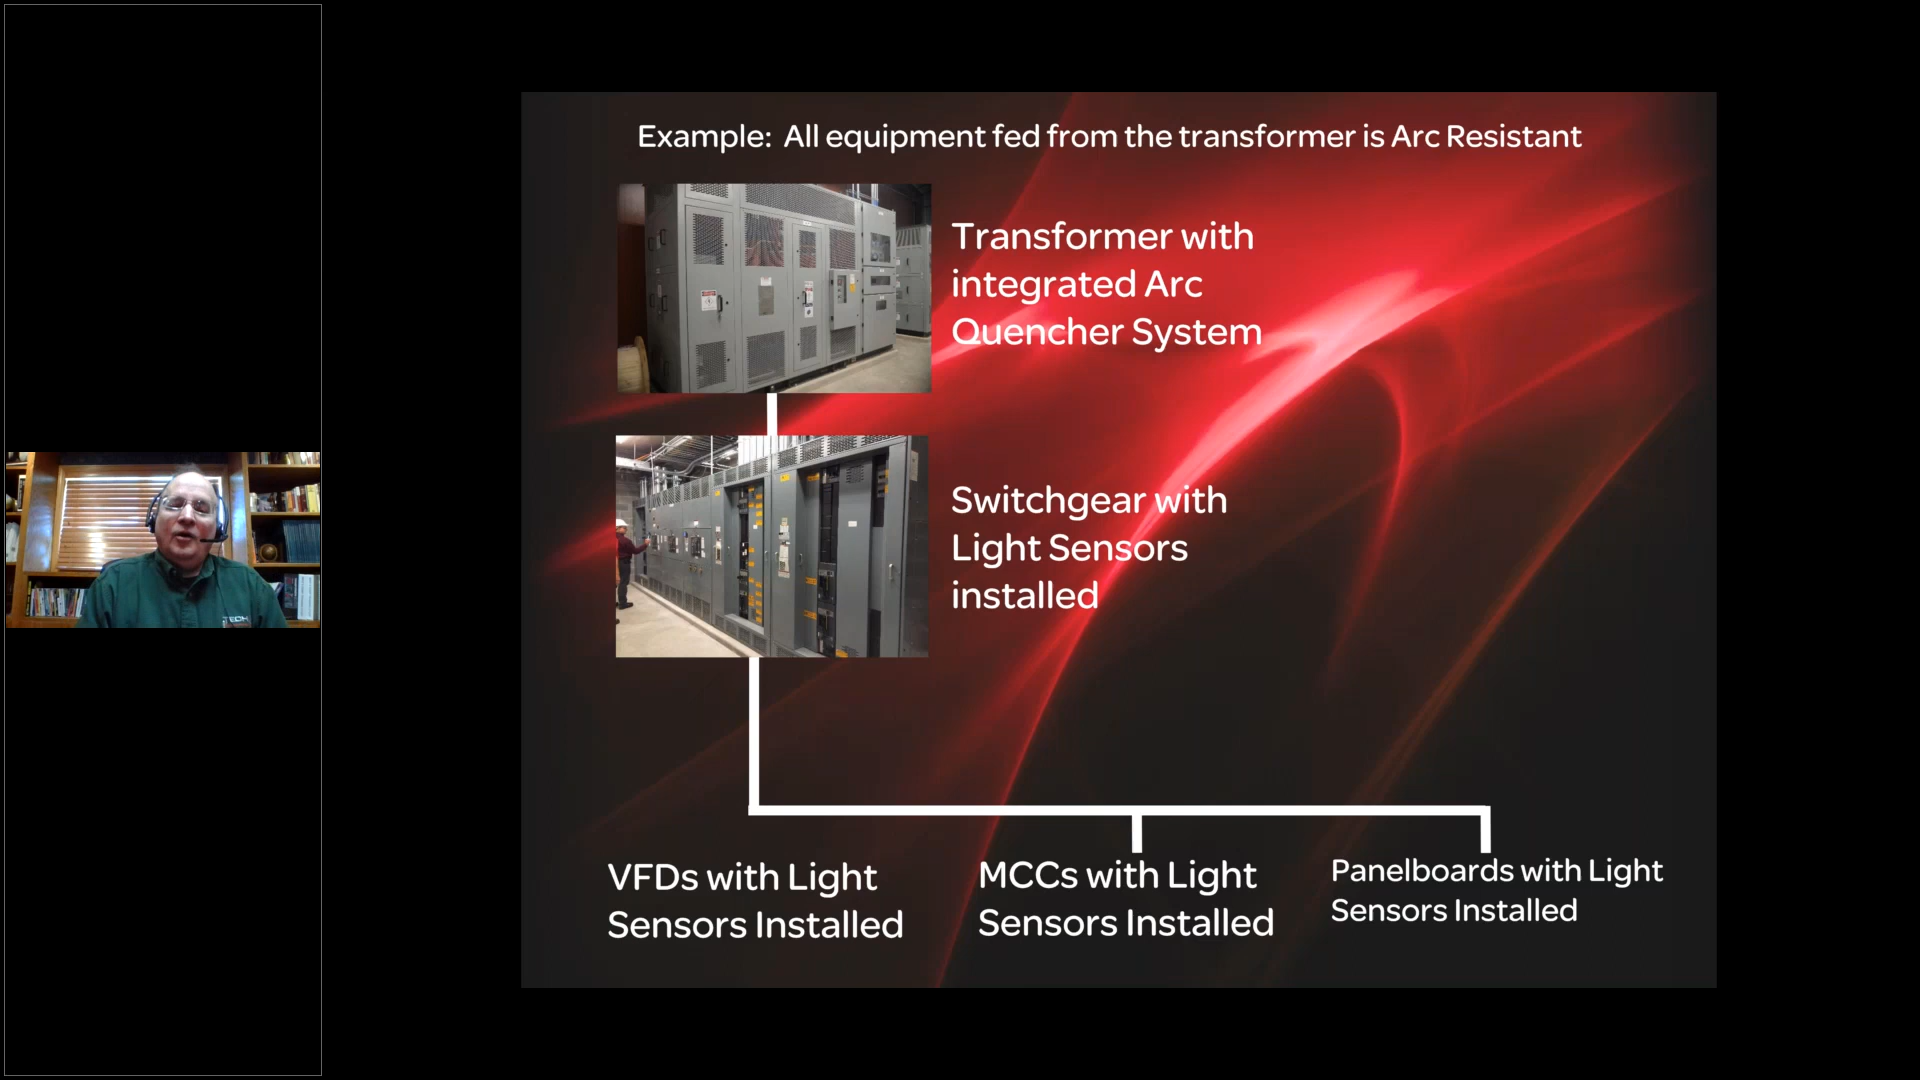 Example: All equipment fed from the transformer is Arc Resistant
Transformer with
integrated Arc
Quencher System
Switchgear with
Light Sensors
installed
VFDs with Light
Sensors Installed
MCCs with Light
Sensors Installed
Panelboards with Light
Sensors Installed
TECH